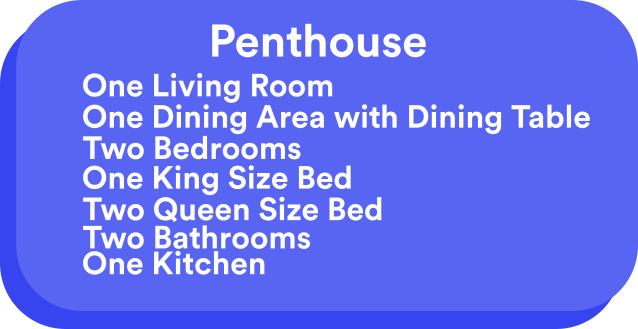 Penthouse
One Living Room
One Dining Area with Dining Table
Two Bedrooms
One King Size Bed
Two Queen Size Bed
Two Bathrooms
One Kitchen